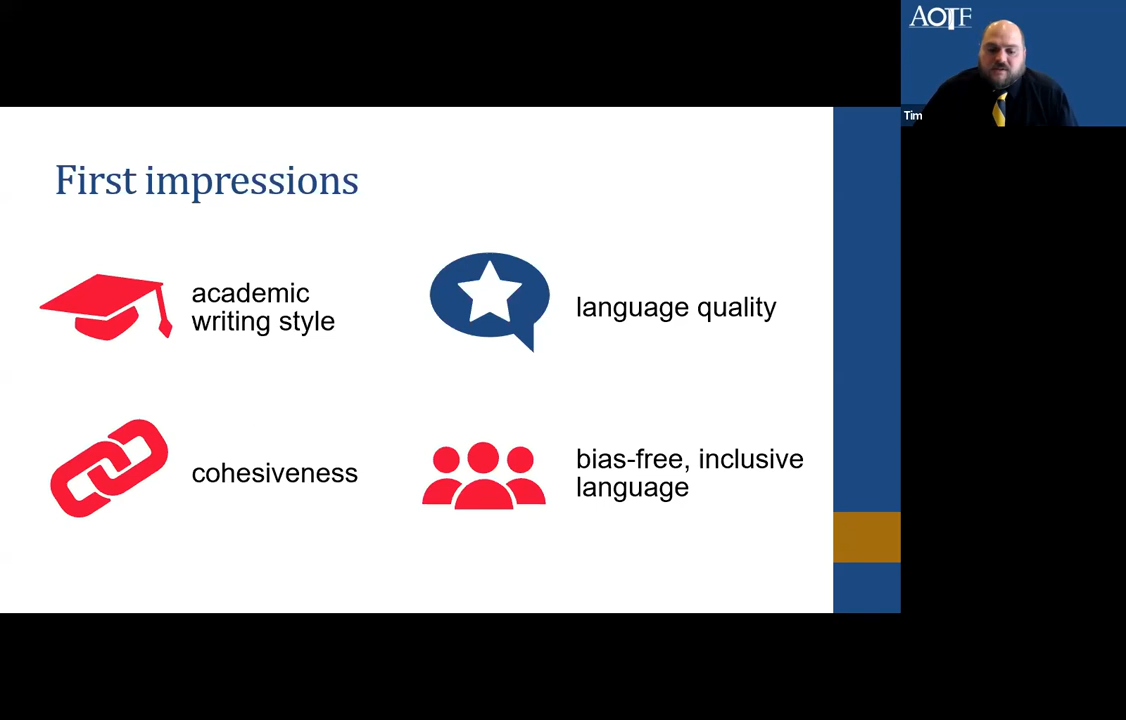 AOTF
Tim
First impressions
academic
writing style
language quality
cohesiveness
bias-free, inclusive
language